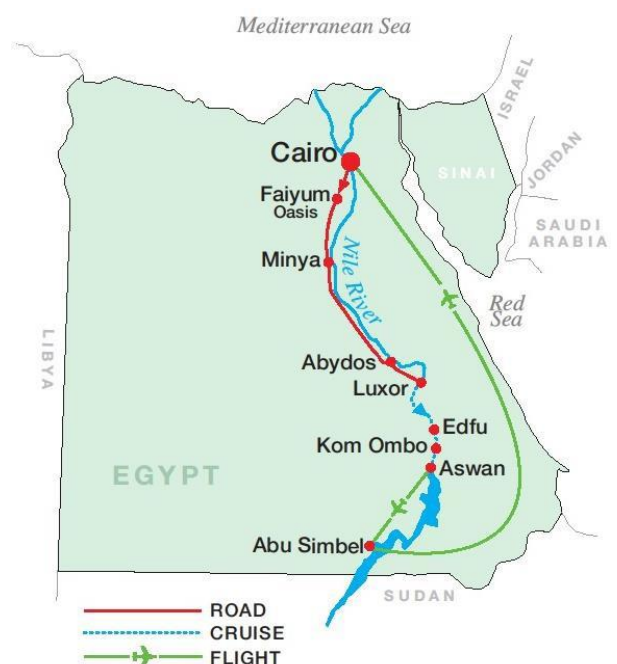 Mediterranean Sea
ISRAEL
Cairo
SINAI
JORDAN
Faiyum
Oasis
SAUDI
ARABIA
Minya
Nile River
Red
Sea
LIBYA
Abydos
Luxor
Edfu
Kom Ombo
EGYPT
Aswan
Abu Simbel
SUDAN
ROAD
CRUISE
FLIGHT